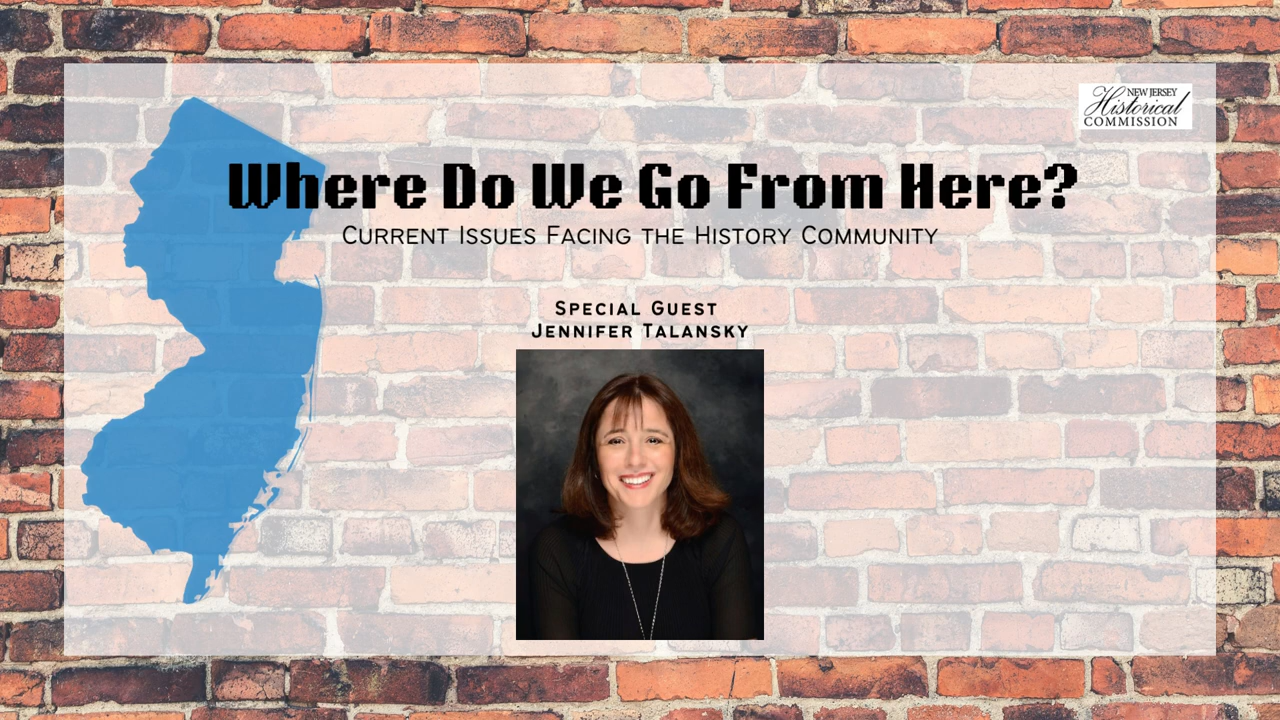 NEW JERSEY
Historical
COMMISSION
Where Do We Go From Here?
Current Issues Facing the History Community
Special Guest
Jennifer Talansky